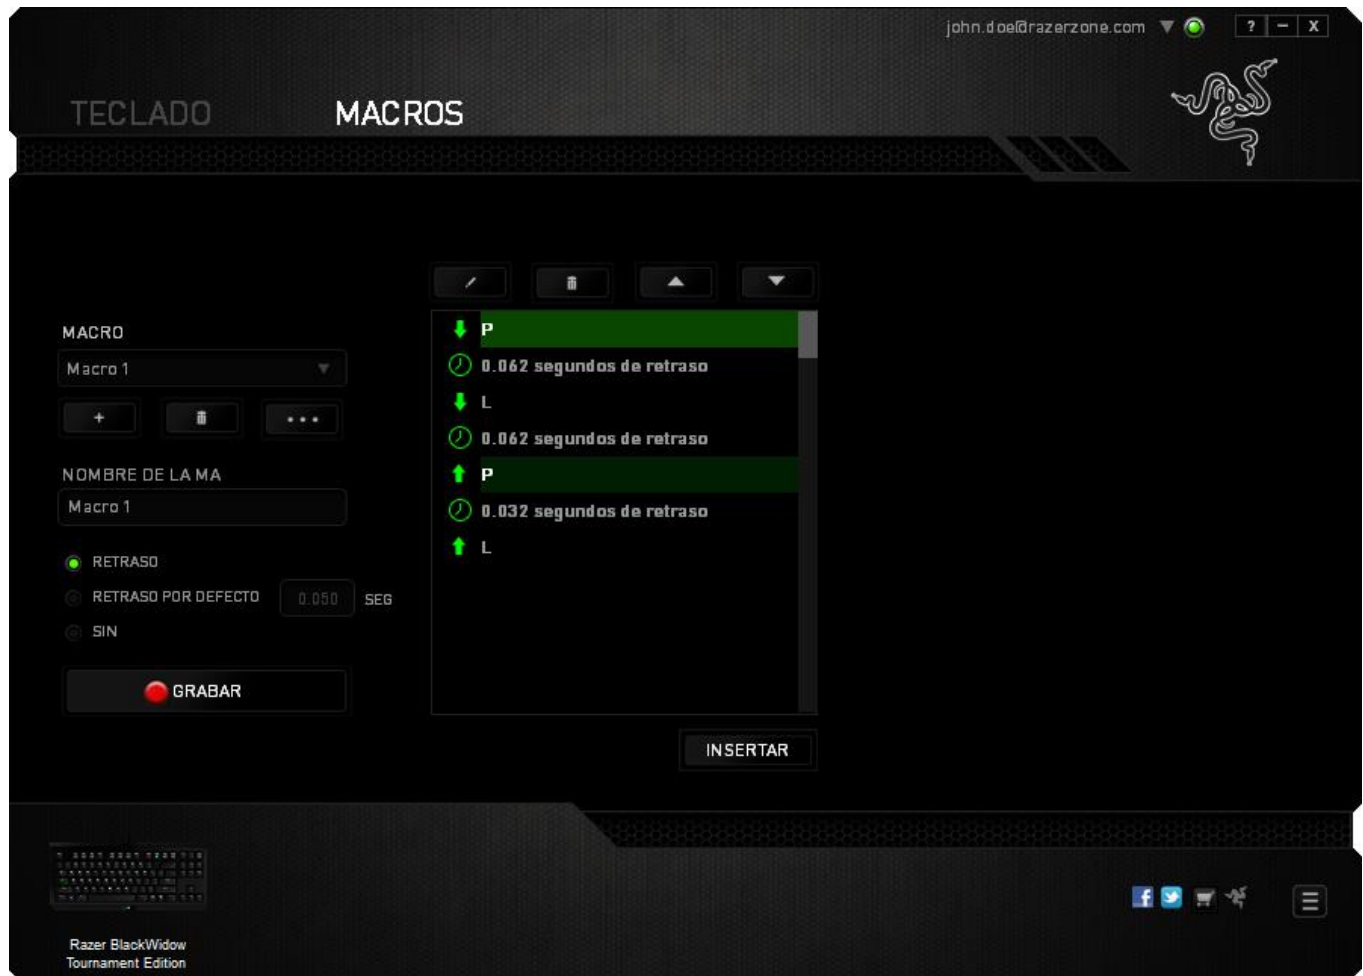 john.doe@razerzone.com
? – X
TECLADO MACROS
MACRO
Macro 1
+
...
NOMBRE DE LA MA
Macro 1
RETRASO
RETRASO POR DEFECTO 0.050 SEG
SIN
GRABAR
P
0.062 segundos de retraso
L
0.062 segundos de retraso
P
0.032 segundos de retraso
L
INSERTAR
Razer BlackWidow
Tournament Edition